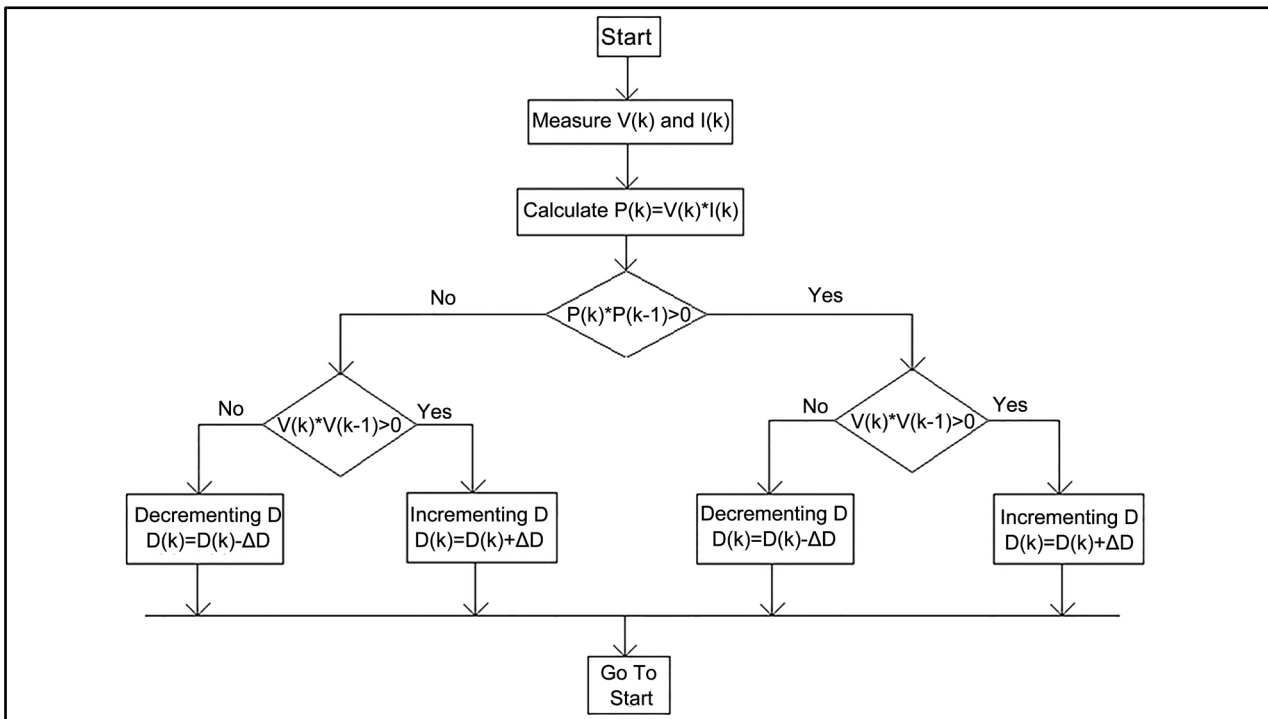 Start
Measure V(k) and I(k)
Calculate P(k)=V(k)*I(k)
No
Yes
P(k)*P(k-1)>0
No
V(k)*V(k-1)>0
Yes
No
V(k)*V(k-1)>0
Yes
Decrementing D
D(k)=D(k)-ΔD
Incrementing D
D(k)=D(k)+ΔD
Decrementing D
D(k)=D(k)-ΔD
Incrementing D
D(k)=D(k)+ΔD
Go To
Start